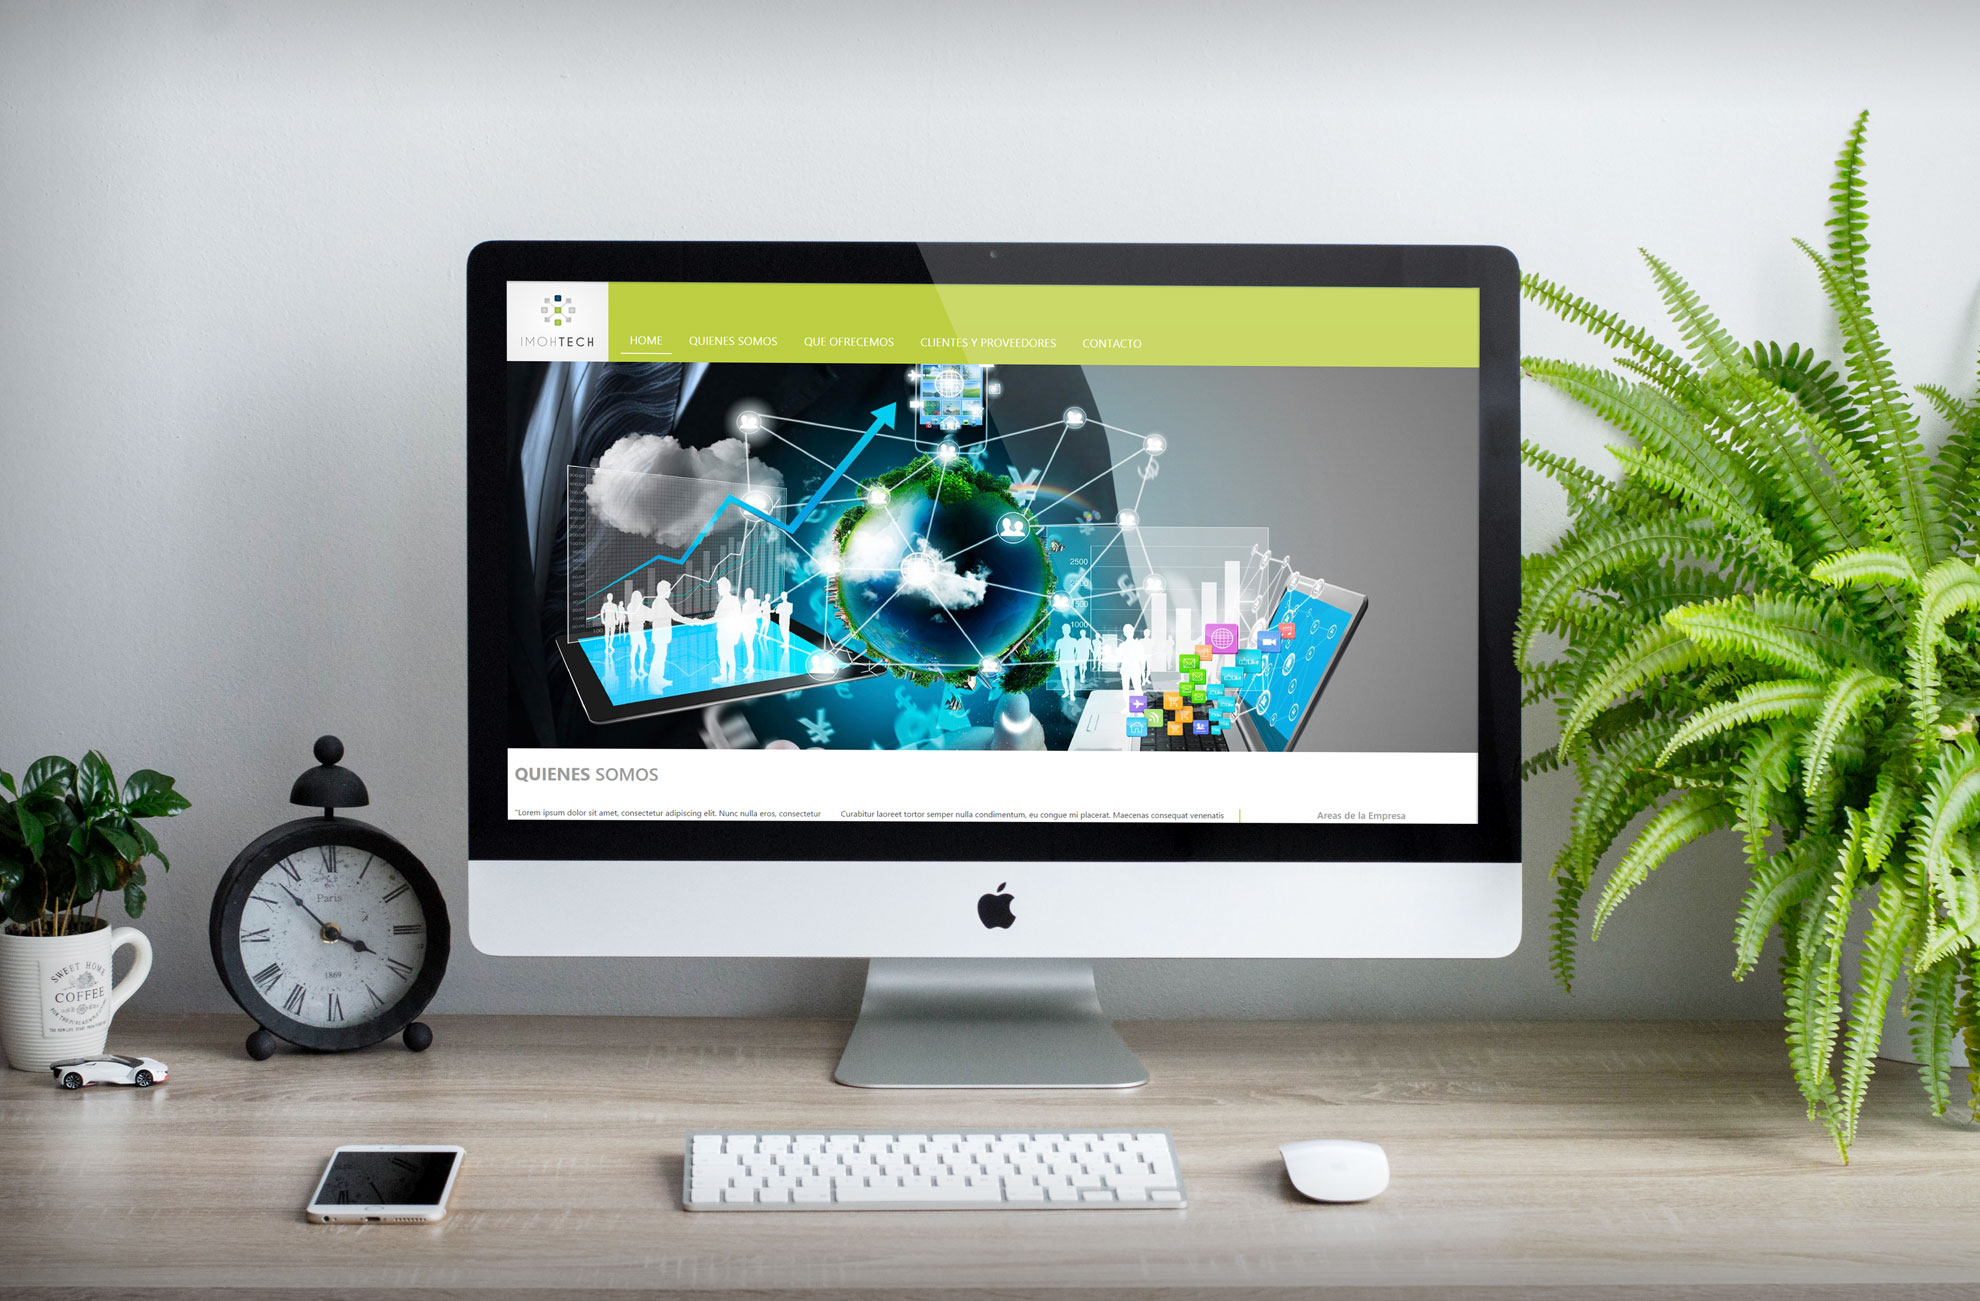 IMOHTECH
HOME QUIENES SOMOS QUE OFRECEMOS CLIENTES Y PROVEEDORES CONTACTO
2500
1500
1000
QUIENES SOMOS
"Lorem ipsum dolor sit amet, consectetur adipiscing elit. Nunc nulla eros, consectetur
Curabitur laoreet tortor semper nulla condimentum, eu congue mi placerat. Maecenas consequat venenatis
Areas de la Empresa
Paris
1869
SWEET HOME
COFFEE